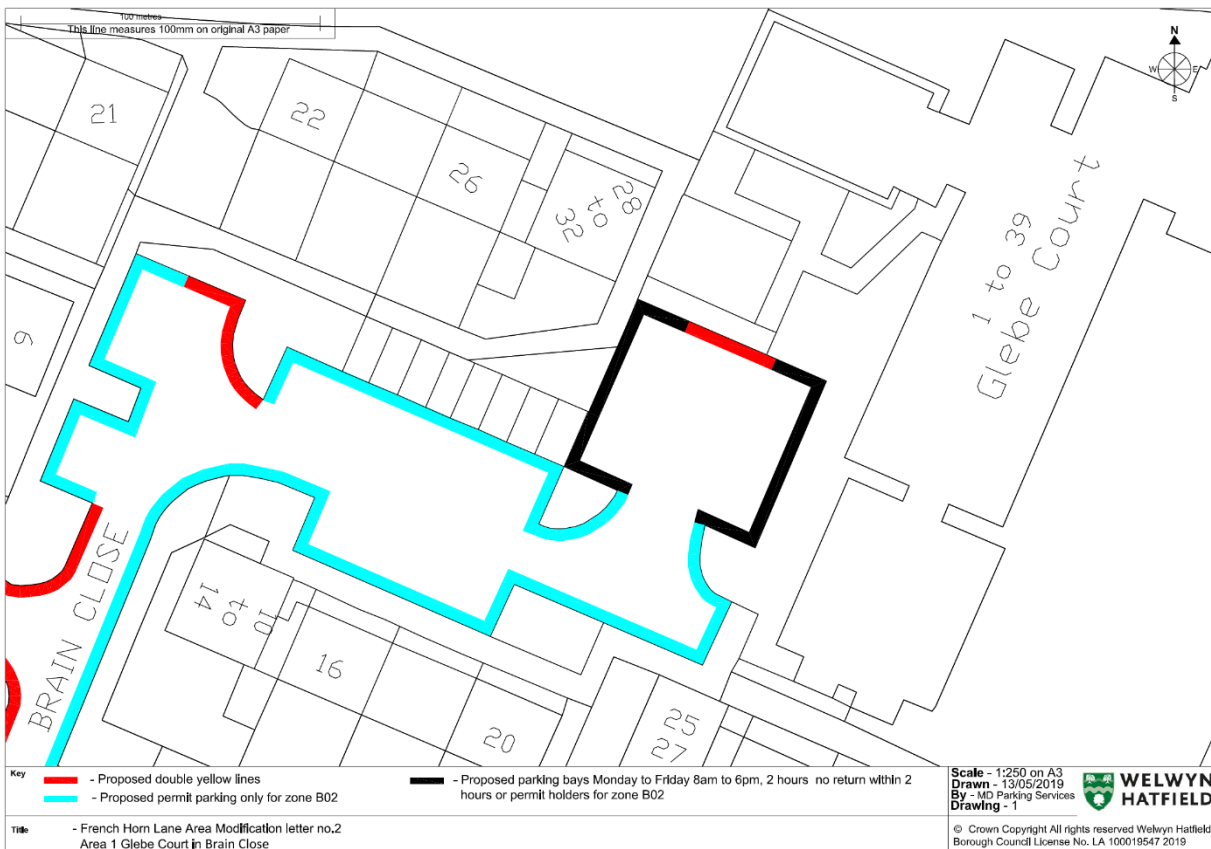 100 metres
This line measures 100mm on original A3 paper
N
W E
S
21
22
26
28
to
32
1 to 39
Glebe Court
9
BRAIN CLOSE
14
to
10
16
20
25
27
Key
- Proposed double yellow lines
- Proposed permit parking only for zone B02
- Proposed parking bays Monday to Friday 8am to 6pm, 2 hours no return within 2
hours or permit holders for zone B02
Scale - 1:250 on A3
Drawn - 13/05/2019
By - MD Parking Services
Drawing - 1
WELWYN
HATFIELD
Title
- French Horn Lane Area Modification letter no.2
Area 1 Glebe Court in Brain Close
© Crown Copyright All rights reserved Welwyn Hatfield
Borough Council License No. LA 100019547 2019